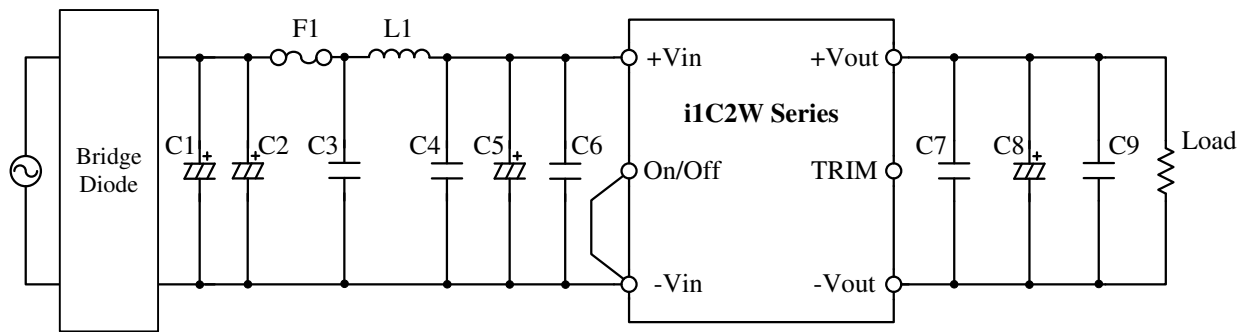 F1
L1
+Vin
+Vout
i1C2W Series
Bridge
Diode
C1
+
C2
+
C3
C4
C5
+
C6
On/Off
TRIM
C7
C8
+
C9
Load
-Vin
-Vout